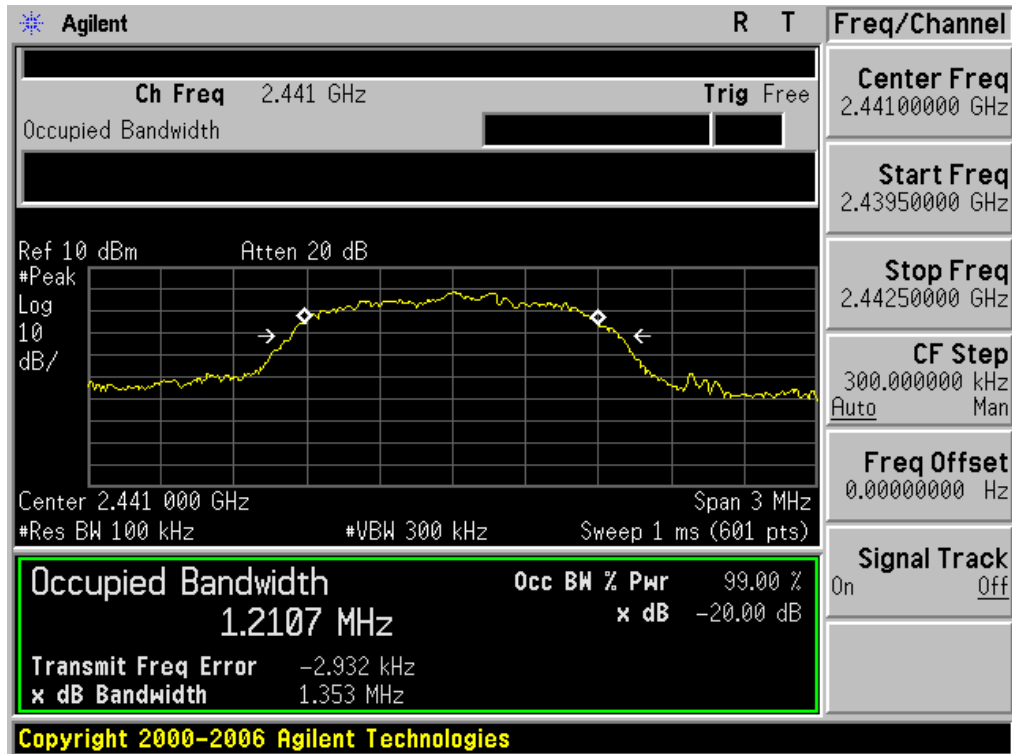 Agilent R T
Ch Freq 2.441 GHz Trig Free
Occupied Bandwidth
Ref 10 dBm Atten 20 dB
#Peak
Log
10
dB/
Center 2.441 000 GHz Span 3 MHz
#Res BW 100 kHz #VBW 300 kHz Sweep 1 ms (601 pts)
Occupied Bandwidth
1.2107 MHz
Occ BW % Pwr 99.00 %
x dB -20.00 dB
Transmit Freq Error -2.932 kHz
x dB Bandwidth 1.353 MHz
Copyright 2000-2006 Agilent Technologies
Freq/Channel
Center Freq
2.44100000 GHz
Start Freq
2.43950000 GHz
Stop Freq
2.44250000 GHz
CF Step
300.000000 kHz
Auto Man
Freq Offset
0.00000000 Hz
Signal Track
On Off